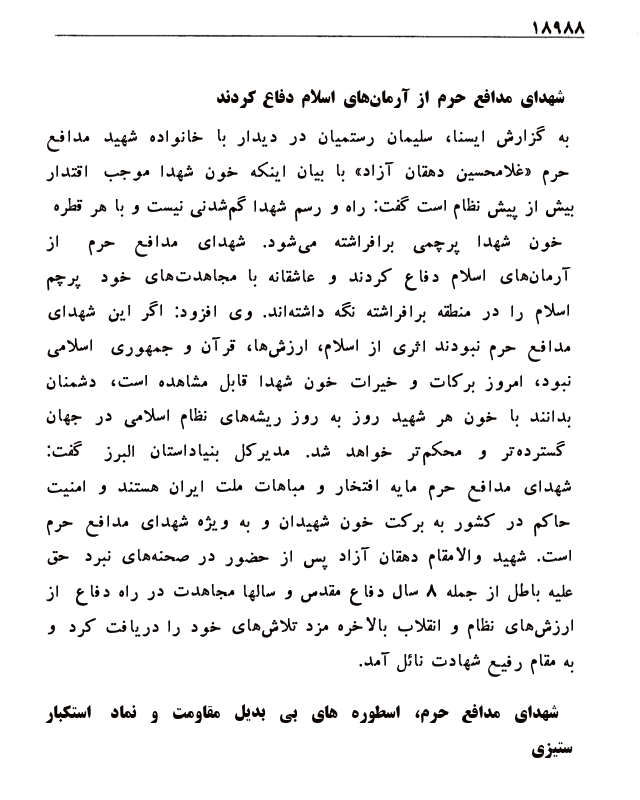 ۱۸۹۸۸
شهدای مدافع حرم از آرمان‌های اسلام دفاع کردند
به گزارش ایسنا، سلیمان رستمیان در دیدار با خانواده شهید مدافع
حرم «غلامحسین دهقان آزاد» با بیان اینکه خون شهدا موجب اقتدار
بیش از پیش نظام است گفت: راه و رسم شهدا گم‌شدنی نیست و با هر قطره
خون شهدا پرچمی برافراشته می‌شود. شهدای مدافع حرم از
آرمان‌های اسلام دفاع کردند و عاشقانه با مجاهدت‌های خود پرچم
اسلام را در منطقه برافراشته نگه داشته‌اند. وی افزود: اگر این شهدای
مدافع حرم نبودند اثری از اسلام، ارزش‌ها، قرآن و جمهوری اسلامی
نبود، امروز برکات و خیرات خون شهدا قابل مشاهده است، دشمنان
بدانند با خون هر شهید روز به روز ریشه‌های نظام اسلامی در جهان
گسترده‌تر و محکم‌تر خواهد شد. مدیرکل بنیاداستان البرز گفت:
شهدای مدافع حرم مایه افتخار و مباهات ملت ایران هستند و امنیت
حاکم در کشور به برکت خون شهیدان و به ویژه شهدای مدافع حرم
است. شهید والامقام دهقان آزاد پس از حضور در صحنه‌های نبرد حق
علیه باطل از جمله ۸ سال دفاع مقدس و سالها مجاهدت در راه دفاع از
ارزش‌های نظام و انقلاب بالاخره مزد تلاش‌های خود را دریافت کرد و
به مقام رفیع شهادت نائل آمد.
شهدای مدافع حرم، اسطوره های بی بدیل مقاومت و نماد استکبار
ستیزی